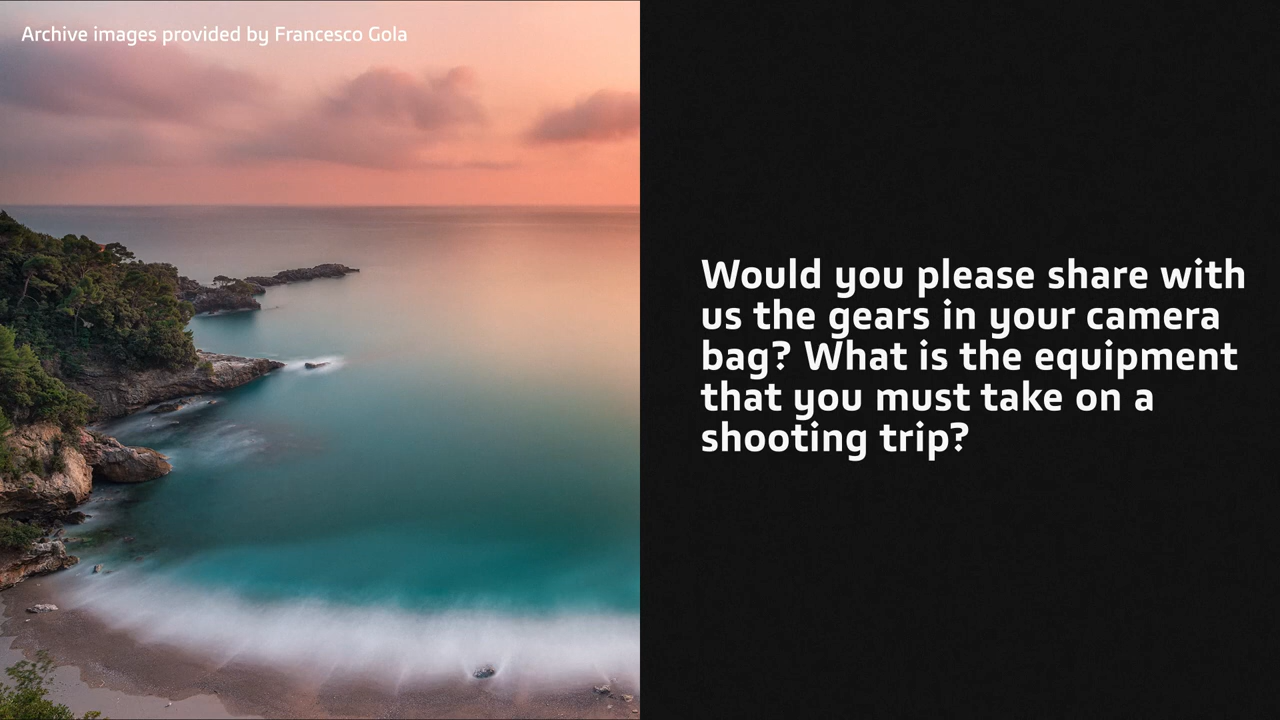 Archive images provided by Francesco Gola
Would you please share with
us the gears in your camera
bag? What is the equipment
that you must take on a
shooting trip?